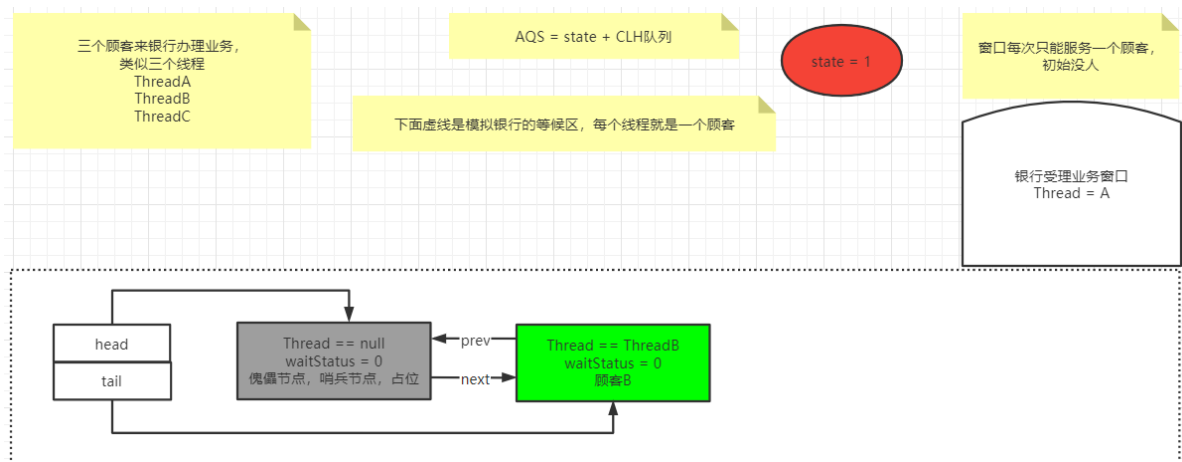 三个顾客来银行办理业务，
类似三个线程
ThreadA
ThreadB
ThreadC
AQS = state + CLH队列
下面虚线是模拟银行的等候区，每个线程就是一个顾客
state = 1
窗口每次只能服务一个顾客，
初始没人
银行受理业务窗口
Thread = A
head
tail
Thread == null
waitStatus = 0
傀儡节点，哨兵节点，占位
prev
next
Thread == ThreadB
waitStatus = 0
顾客B